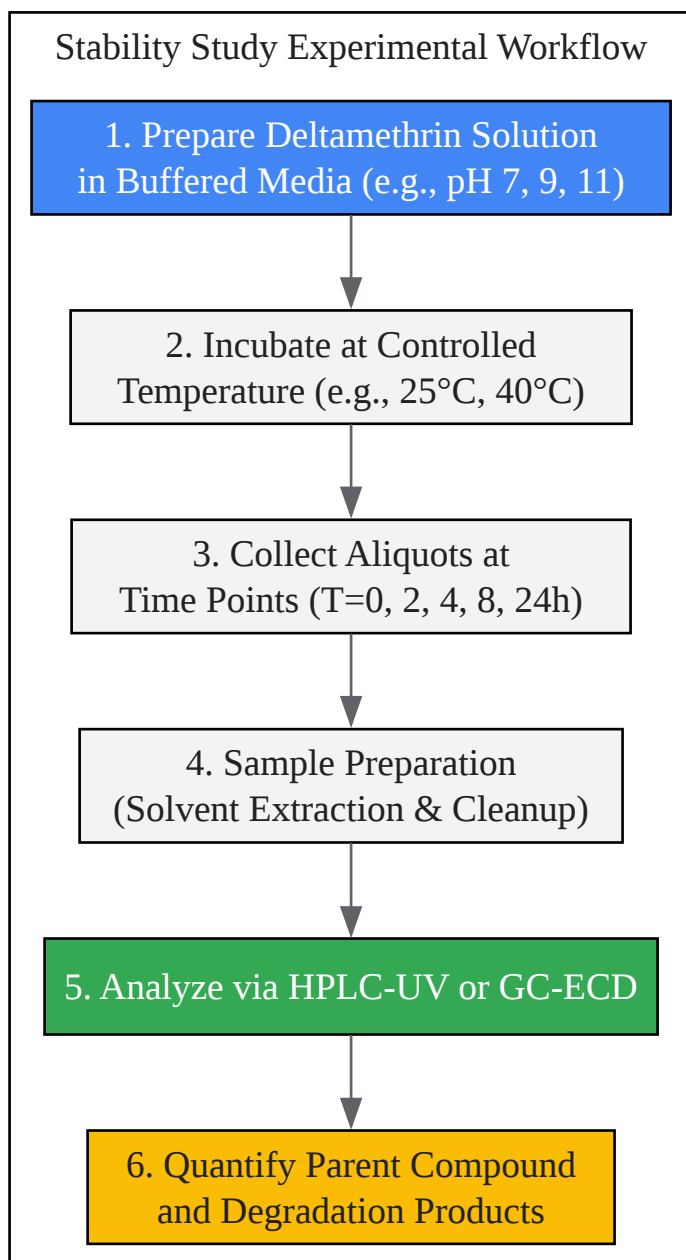 Stability Study Experimental Workflow
1. Prepare Deltamethrin Solution
in Buffered Media (e.g., pH 7, 9, 11)
2. Incubate at Controlled
Temperature (e.g., 25°C, 40°C)
3. Collect Aliquots at
Time Points (T=0, 2, 4, 8, 24h)
4. Sample Preparation
(Solvent Extraction & Cleanup)
5. Analyze via HPLC-UV or GC-ECD
6. Quantify Parent Compound
and Degradation Products